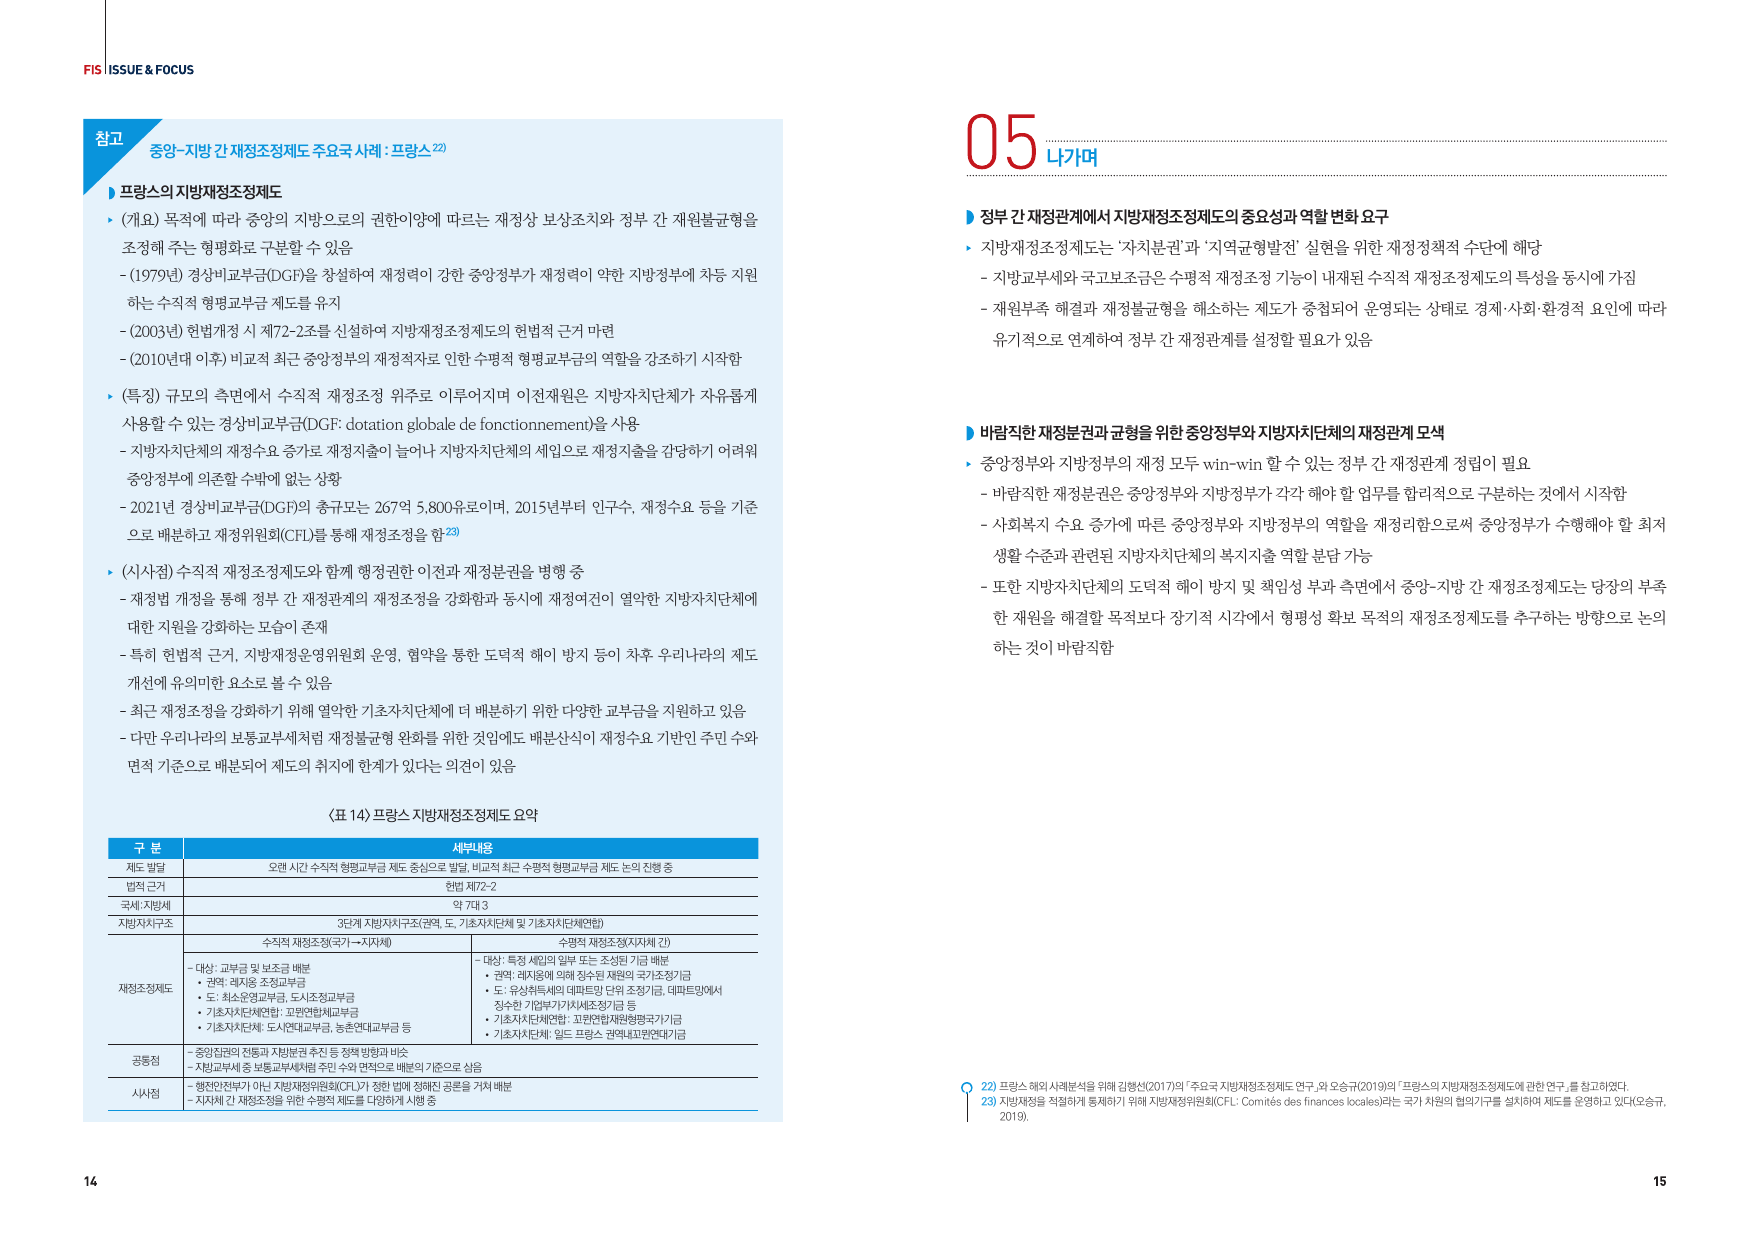 FIS ISSUE & FOCUS
참고
중앙-지방 간 재정조정제도 주요국 사례 : 프랑스22)
프랑스의 지방재정조정제도
(개요) 목적에 따라 중앙의 지방으로의 권한이양에 따르는 재정상 보상조치와 정부 간 재원불균형을
조정해 주는 형평화로 구분할 수 있음
- (1979년) 경상비교부금(DGF)을 창설하여 재정력이 강한 중앙정부가 재정력이 약한 지방정부에 차등 지원
하는 수직적 형평교부금 제도를 유지
- (2003년) 헌법개정 시 제72-2조를 신설하여 지방재정조정제도의 헌법적 근거 마련
- (2010년대 이후) 비교적 최근 중앙정부의 재정적자로 인한 수평적 형평교부금의 역할을 강조하기 시작함
(특징) 규모의 측면에서 수직적 재정조정 위주로 이루어지며 이전재원은 지방자치단체가 자유롭게
사용할 수 있는 경상비교부금(DGF: dotation globale de fonctionnement)을 사용
- 지방자치단체의 재정수요 증가로 재정지출이 늘어나 지방자치단체의 세입으로 재정지출을 감당하기 어려워
중앙정부에 의존할 수밖에 없는 상황
- 2021년 경상비교부금(DGF)의 총규모는 267억 5,800유로이며, 2015년부터 인구수, 재정수요 등을 기준
으로 배분하고 재정위원회(CFL)를 통해 재정조정을 함23)
(시사점) 수직적 재정조정제도와 함께 행정권한 이전과 재정분권을 병행 중
- 재정법 개정을 통해 정부 간 재정관계의 재정조정을 강화함과 동시에 재정여건이 열악한 지방자치단체에
대한 지원을 강화하는 모습이 존재
- 특히 헌법적 근거, 지방재정운영위원회 운영, 협약을 통한 도덕적 해이 방지 등이 차후 우리나라의 제도
개선에 유의미한 요소로 볼 수 있음
- 최근 재정조정을 강화하기 위해 열악한 기초자치단체에 더 배분하기 위한 다양한 교부금을 지원하고 있음
- 다만 우리나라의 보통교부세처럼 재정불균형 완화를 위한 것임에도 배분산식이 재정수요 기반인 주민 수와
면적 기준으로 배분되어 제도의 취지에 한계가 있다는 의견이 있음
〈표 14〉 프랑스 지방재정조정제도 요약
구 분 세부내용
제도 발달 오랜 시간 수직적 형평교부금 제도 중심으로 발달, 비교적 최근 수평적 형평교부금 제도 논의 진행 중
법적 근거 헌법 제72-2
국세:지방세 약 7대 3
지방자치구조 3단계 지방자치구조(권역, 도, 기초자치단체 및 기초자치단체연합)
재정조정제도
수직적 재정조정(국가→지자체)
- 대상: 교부금 및 보조금 배분
• 권역: 레지옹 조정교부금
• 도: 최소운영교부금, 도시조정교부금
• 기초자치단체연합: 꼬뮌연합체교부금
• 기초자치단체: 도시연대교부금, 농촌연대교부금 등
수평적 재정조정(지자체 간)
- 대상: 특정 세입의 일부 또는 조성된 기금 배분
• 권역: 레지옹에 의해 징수된 재원의 국가조정기금
• 도: 유상취득세의 데파트망 단위 조정기금, 데파트망에서
징수한 기업부가가치세조정기금 등
• 기초자치단체연합: 꼬뮌연합재원형평국가기금
• 기초자치단체: 일드 프랑스 권역내꼬뮌연대기금
공통점
- 중앙집권의 전통과 지방분권 추진 등 정책 방향과 비슷
- 지방교부세 중 보통교부세처럼 주민 수와 면적으로 배분의 기준으로 삼음
시사점
- 행전안전부가 아닌 지방재정위원회(CFL)가 정한 법에 정해진 공론을 거쳐 배분
- 지자체 간 재정조정을 위한 수평적 제도를 다양하게 시행 중
14
05 나가며
정부 간 재정관계에서 지방재정조정제도의 중요성과 역할 변화 요구
지방재정조정제도는 ‘자치분권’과 ‘지역균형발전’ 실현을 위한 재정정책적 수단에 해당
- 지방교부세와 국고보조금은 수평적 재정조정 기능이 내재된 수직적 재정조정제도의 특성을 동시에 가짐
- 재원부족 해결과 재정불균형을 해소하는 제도가 중첩되어 운영되는 상태로 경제·사회·환경적 요인에 따라
유기적으로 연계하여 정부 간 재정관계를 설정할 필요가 있음
바람직한 재정분권과 균형을 위한 중앙정부와 지방자치단체의 재정관계 모색
중앙정부와 지방정부의 재정 모두 win-win 할 수 있는 정부 간 재정관계 정립이 필요
- 바람직한 재정분권은 중앙정부와 지방정부가 각각 해야 할 업무를 합리적으로 구분하는 것에서 시작함
- 사회복지 수요 증가에 따른 중앙정부와 지방정부의 역할을 재정리함으로써 중앙정부가 수행해야 할 최저
생활 수준과 관련된 지방자치단체의 복지지출 역할 분담 가능
- 또한 지방자치단체의 도덕적 해이 방지 및 책임성 부과 측면에서 중앙-지방 간 재정조정제도는 당장의 부족
한 재원을 해결할 목적보다 장기적 시각에서 형평성 확보 목적의 재정조정제도를 추구하는 방향으로 논의
하는 것이 바람직함
22) 프랑스 해외 사례분석을 위해 김행선(2017)의 「주요국 지방재정조정제도 연구」와 오승규(2019)의 「프랑스의 지방재정조정제도에 관한 연구」를 참고하였다.
23) 지방재정을 적절하게 통제하기 위해 지방재정위원회(CFL: Comités des finances locales)라는 국가 차원의 협의기구를 설치하여 제도를 운영하고 있다(오승규,
2019).
15